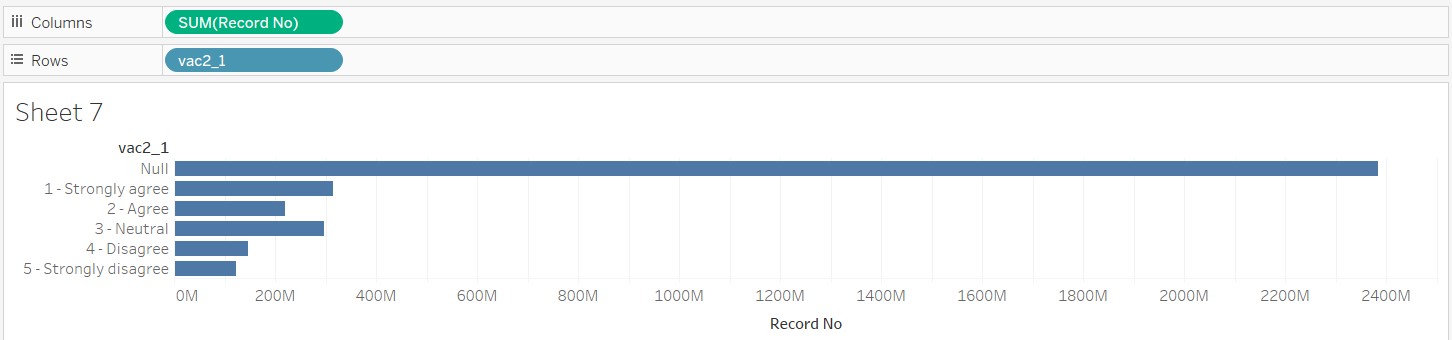 Columns SUM(Record No)
Rows vac2_1
Sheet 7
vac2_1
Null
1 - Strongly agree
2 - Agree
3 - Neutral
4 - Disagree
5 - Strongly disagree
0M 200M 400M 600M 800M 1000M 1200M 1400M 1600M 1800M 2000M 2200M 2400M
Record No